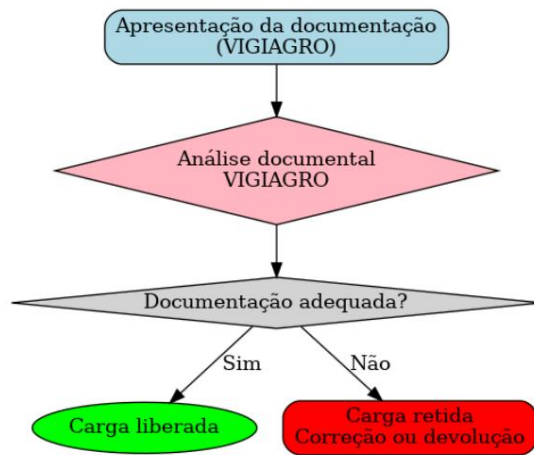 Apresentação da documentação
(VIGIAGRO)
Análise documental
VIGIAGRO
Documentação adequada?
Sim
Não
Carga liberada
Carga retida
Correção ou devolução